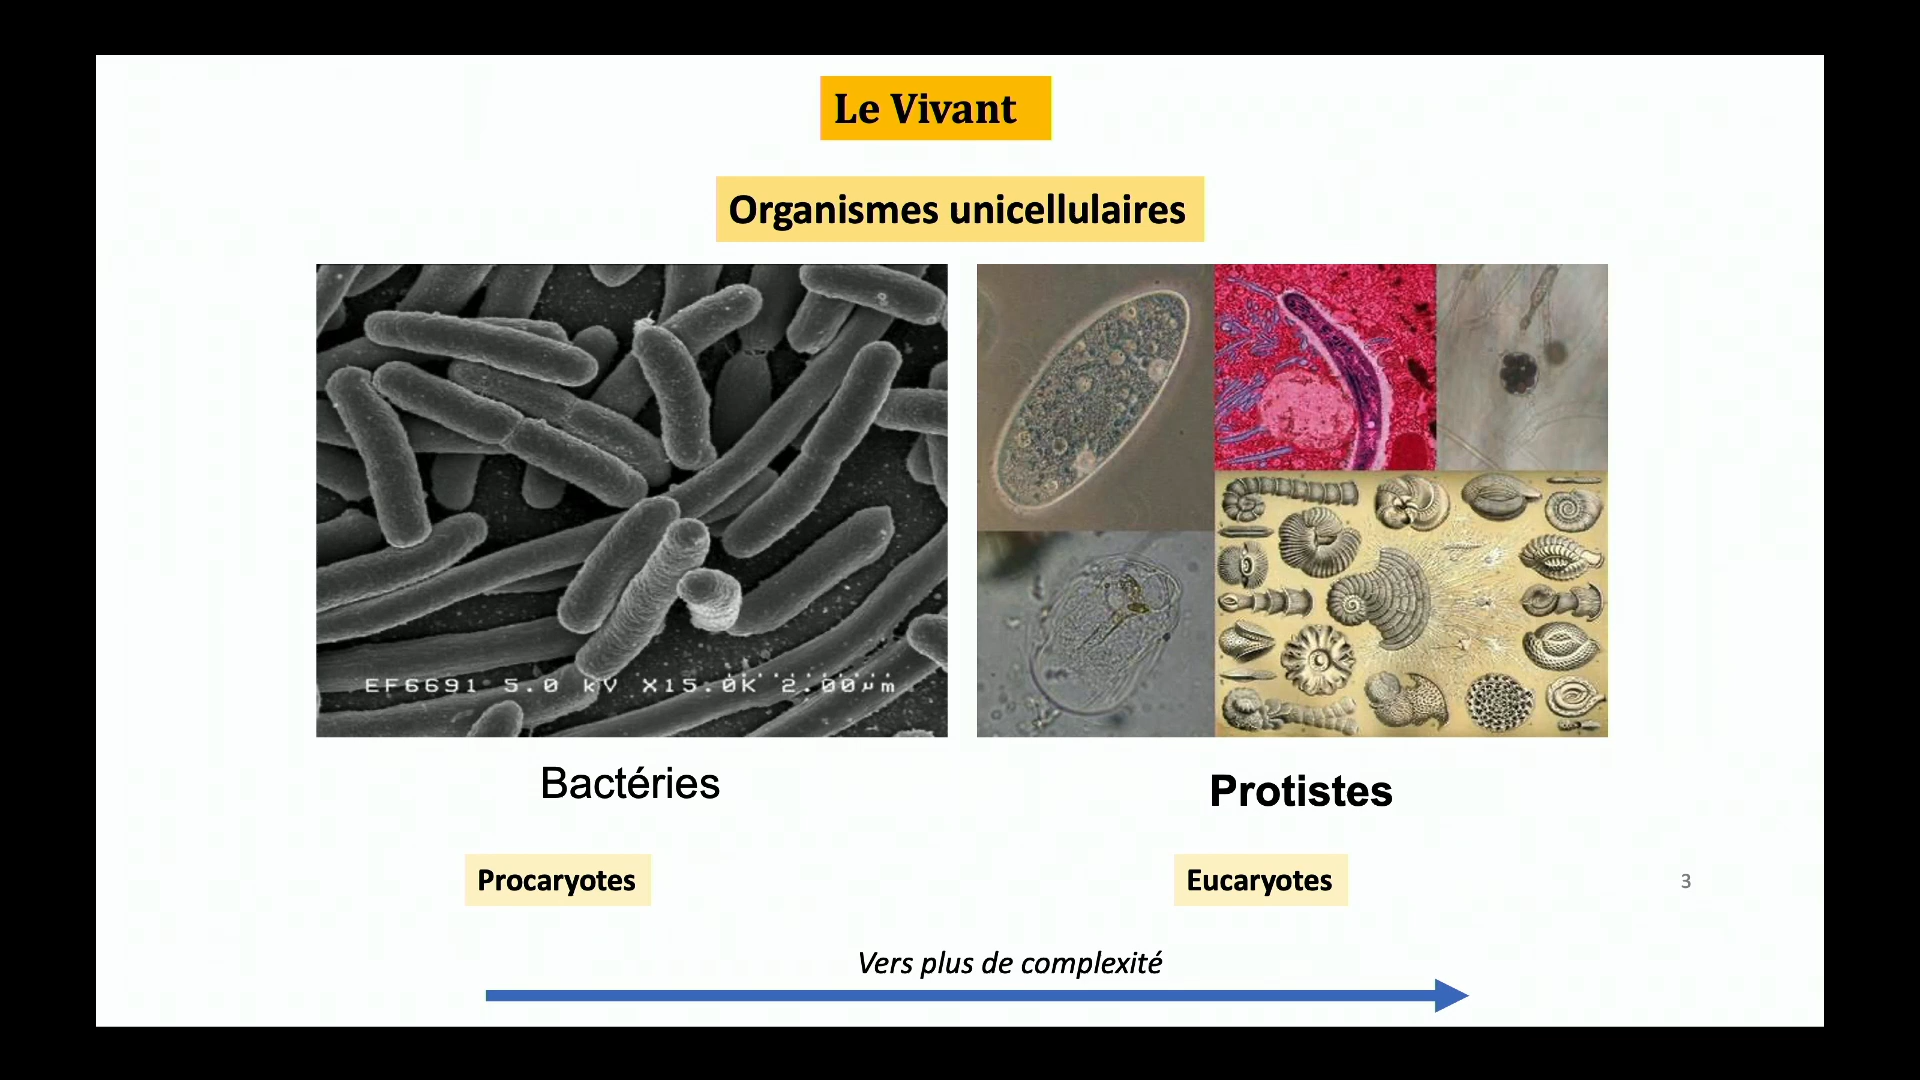 Le Vivant
Organismes unicellulaires
EF6691 5.0 kV X15.0K 2.00µm
Bactéries
Protistes
Procaryotes
Eucaryotes
3
Vers plus de complexité